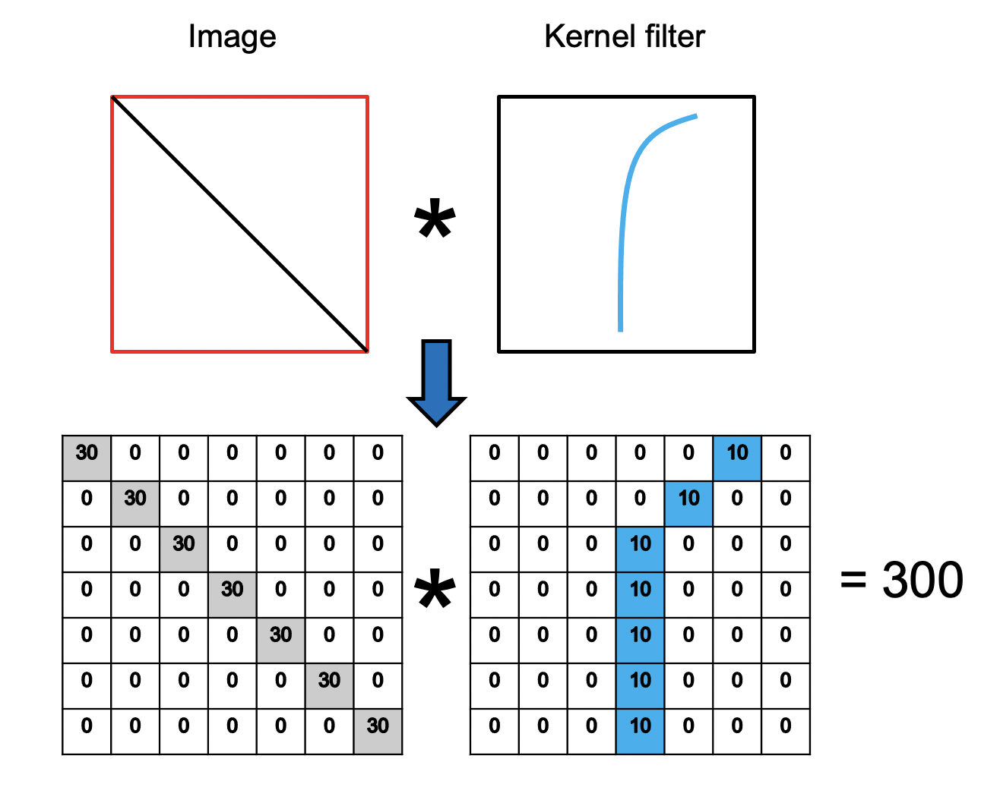 Image
Kernel filter
*
30 0 0 0 0 0 0
0 30 0 0 0 0 0
0 0 30 0 0 0 0
0 0 0 30 0 0 0
0 0 0 0 30 0 0
0 0 0 0 0 30 0
0 0 0 0 0 0 30
*
0 0 0 0 0 10 0
0 0 0 0 10 0 0
0 0 0 10 0 0 0
0 0 0 10 0 0 0
0 0 0 10 0 0 0
0 0 0 10 0 0 0
0 0 0 10 0 0 0
= 300